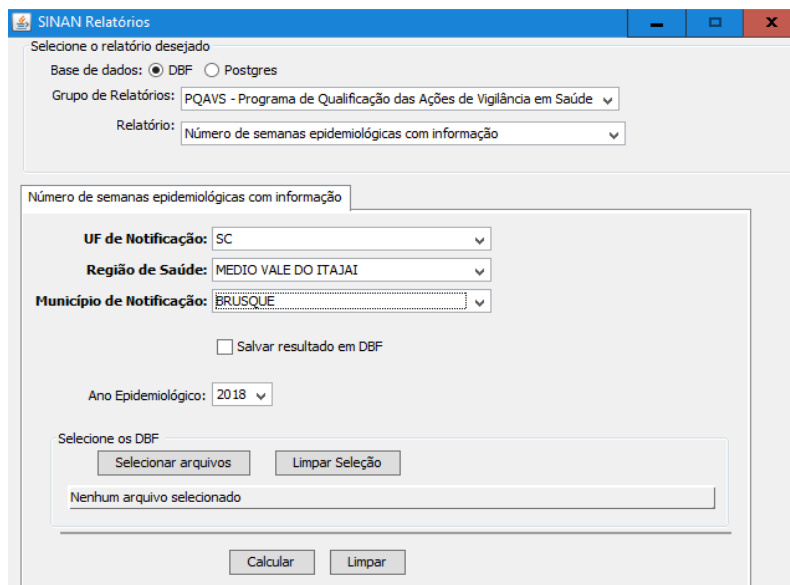 SINAN Relatórios
Selecione o relatório desejado
Base de dados: DBF Postgres
Grupo de Relatórios: PQAVS - Programa de Qualificação das Ações de Vigilância em Saúde
Relatório: Número de semanas epidemiológicas com informação
Número de semanas epidemiológicas com informação
UF de Notificação: SC
Região de Saúde: MEDIO VALE DO ITAJAI
Município de Notificação: BRUSQUE
Salvar resultado em DBF
Ano Epidemiológico: 2018
Selecione os DBF
Selecionar arquivos Limpar Seleção
Nenhum arquivo selecionado
Calcular Limpar